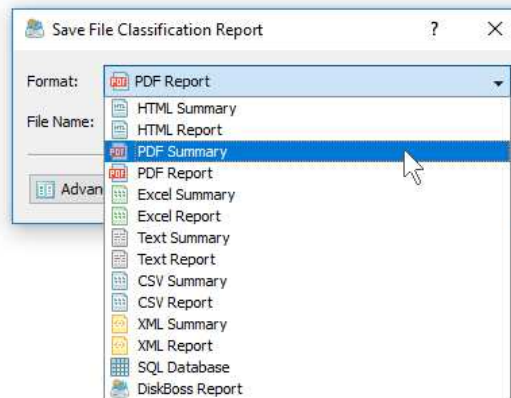 Save File Classification Report ?
Format: PDF Report
HTML Summary
File Name: HTML Report
PDF Summary
PDF Report
Advan Excel Summary
Excel Report
Text Summary
Text Report
CSV Summary
CSV Report
XML Summary
XML Report
SQL Database
DiskBoss Report